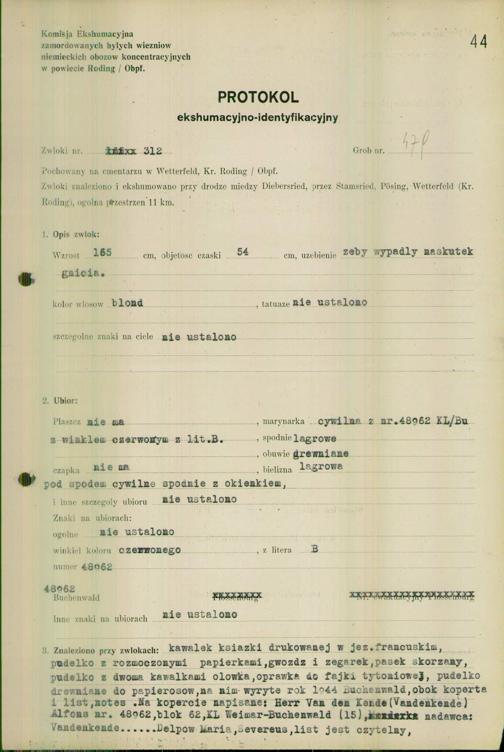 44
Komisja Ekshumacyjna
zamordowanych byłych wiezniow
niemieckich obozow koncentracyjnych
w powiecie Roding / Obpf.
PROTOKOL
ekshumacyjno-identyfikacyjny
Zwloki nr. 312 Grob nr.
Pochowany na cmentarzu w Wetterfeld, Kr. Roding / Obpf.
Zwloki znaleziono i ekshumowano przy drodze miedzy Diebersried, przez Stamsried, Pösing, Wetterfeld (Kr.
Roding), ogolna przestrzen 11 km.
1. Opis zwlok:
Wzrost 165 cm, objetosc czaski 54 cm, uzebienie zeby wypadly naskutek
gnicia.
kolor wlosow blond , tatuaze nie ustalono
szczegolne znaki na ciele nie ustalono
2. Ubior:
Plaszcz nie ma , marynarka cywilna z nr.48062 KL/Bu
z winklem czerwonym z lit.B. , spodnie lagrowe
, obuwie drewniane
czapka nie ma , bielizna lagrowa
pod spodem cywilne spodnie z okienkiem,
i inne szczegoly ubioru nie ustalono
Znaki na ubiorach:
ogolne nie ustalono
winkiel koloru czerwonego , z litera B
numer 48062
48062
Buchenwald Flossenburg Nr. ewakuacyjny Flossenburg
Inne znaki na ubiorach nie ustalono
3. Znaleziono przy zwlokach: kawalek ksiazki drukowanej w jez.francuskim,
pudelko z rozmoczonymi papierkami,gwozdz i zegarek,pasek skorzany,
pudelko z dwoma kawalkami olowka,oprawka do fajki tytoniowej, pudelko
drewniane do papierosow,na nim wyryte rok 1944 Buchenwald,obok koperta
i list,notes .Na kopercie napisane: Herr Van den Kende(Vandenkende)
Alfons nr. 48062,blok 62,KL Weimar-Buchenwald (15), nadawca:
Vandenkende......Delpow Maria,Severeus,list jest czytelny,